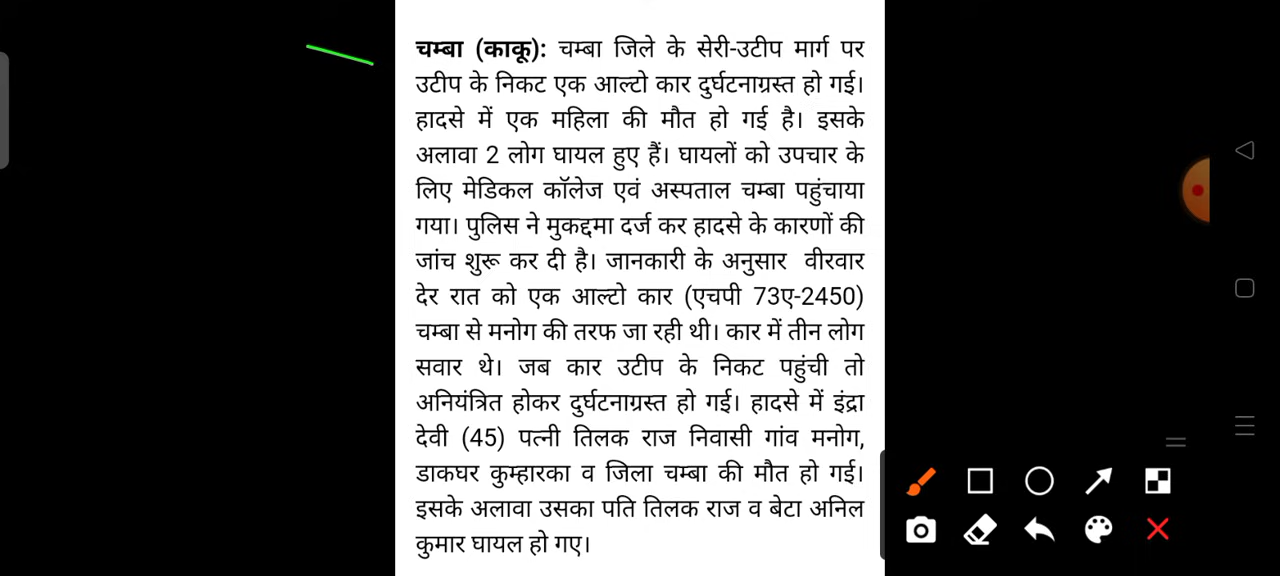 चम्बा (काकू): चम्बा जिले के सेरी-उटीप मार्ग पर
उटीप के निकट एक आल्टो कार दुर्घटनाग्रस्त हो गई।
हादसे में एक महिला की मौत हो गई है। इसके
अलावा 2 लोग घायल हुए हैं। घायलों को उपचार के
लिए मेडिकल कॉलेज एवं अस्पताल चम्बा पहुंचाया
गया। पुलिस ने मुकद्दमा दर्ज कर हादसे के कारणों की
जांच शुरू कर दी है। जानकारी के अनुसार वीरवार
देर रात को एक आल्टो कार (एचपी 73ए-2450)
चम्बा से मनोग की तरफ जा रही थी। कार में तीन लोग
सवार थे। जब कार उटीप के निकट पहुंची तो
अनियंत्रित होकर दुर्घटनाग्रस्त हो गई। हादसे में इंद्रा
देवी (45) पत्नी तिलक राज निवासी गांव मनोग,
डाकघर कुम्हारका व जिला चम्बा की मौत हो गई।
इसके अलावा उसका पति तिलक राज व बेटा अनिल
कुमार घायल हो गए।